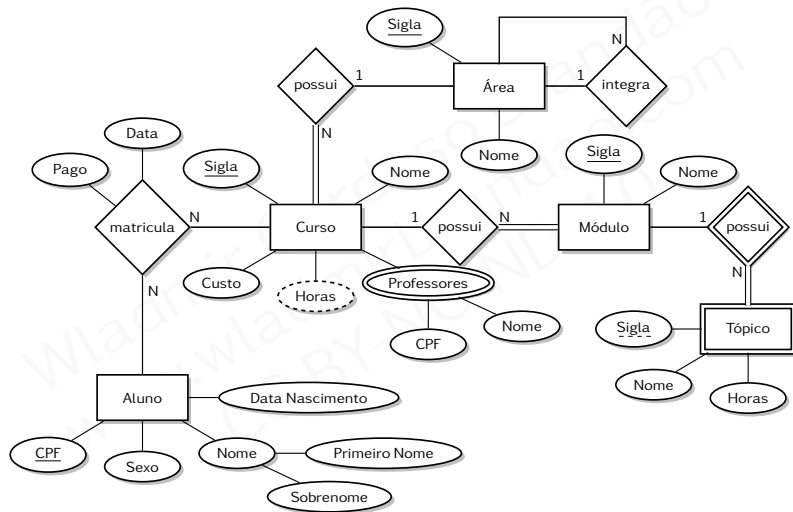 Sigla
N
possui
1
Área
1
integra
Data
N
Sigla
Nome
Pago
Sigla
Nome
Nome
matricula
N
Curso
1
possui
N
Módulo
1
possui
N
Custo
Horas
Professores
N
CPF
Nome
Sigla
Tópico
Nome
Horas
Aluno
Data Nascimento
CPF
Sexo
Nome
Primeiro Nome
Sobrenome